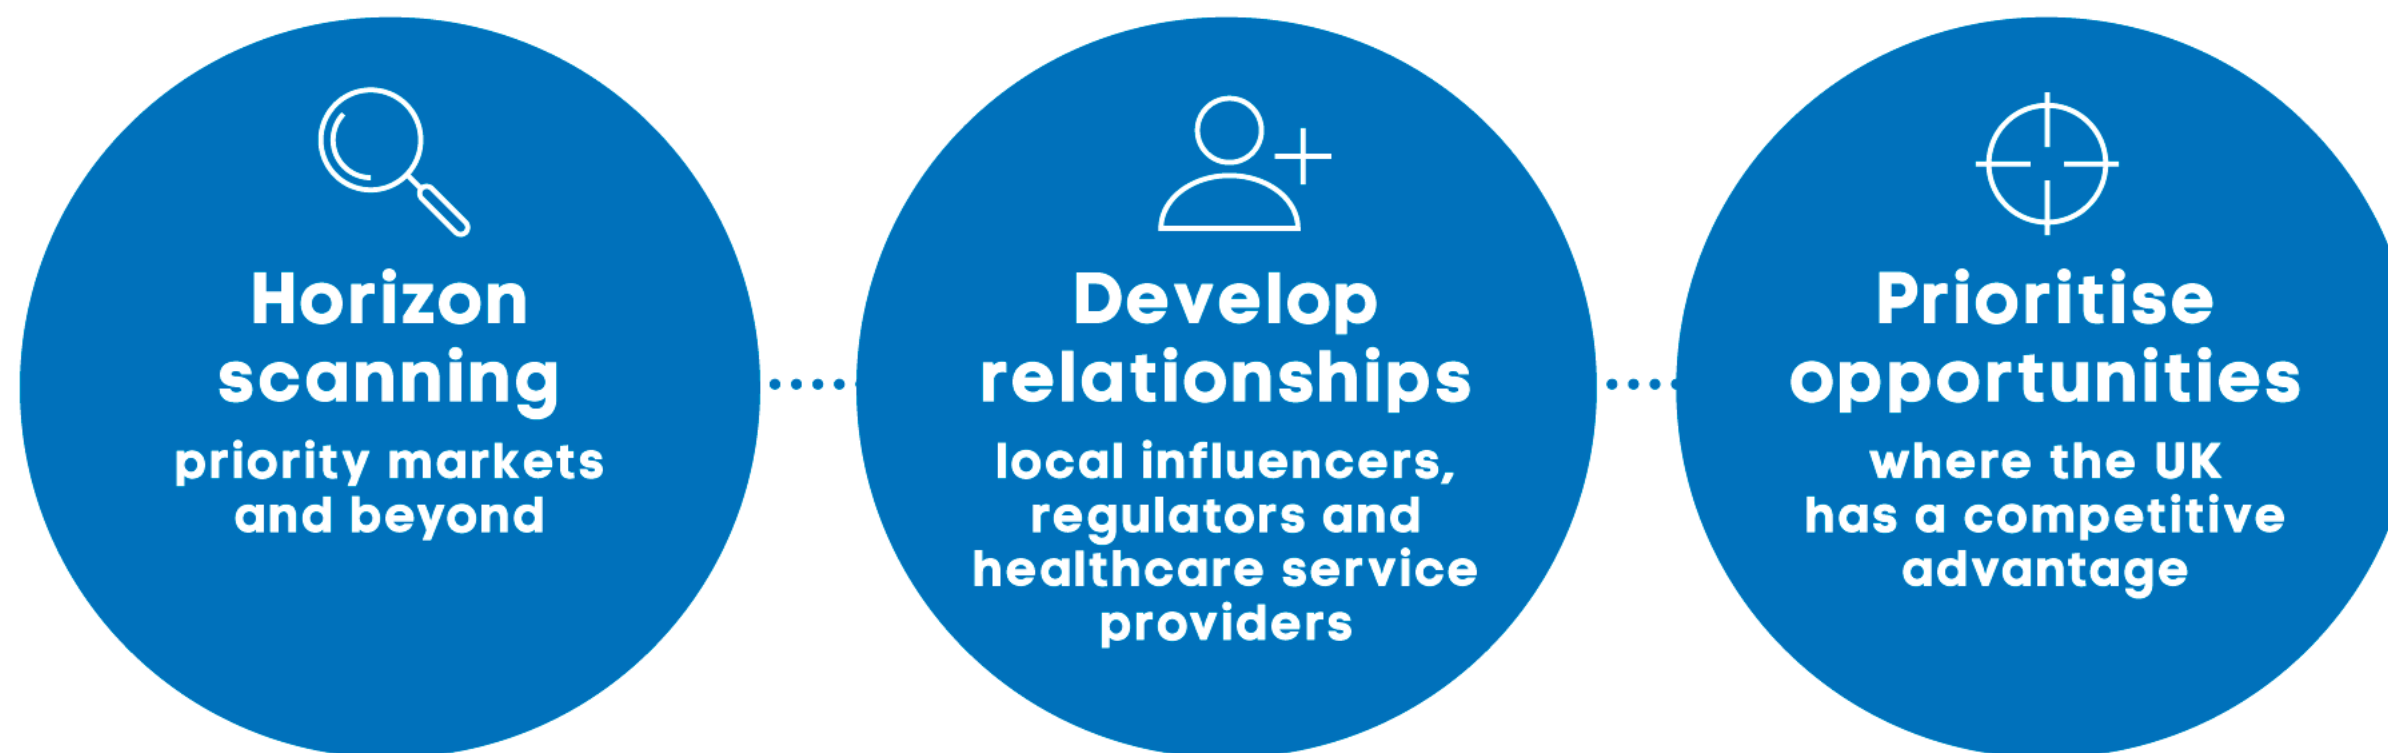 Horizon
scanning
priority markets
and beyond
Develop
relationships
local influencers,
regulators and
healthcare service
providers
Prioritise
opportunities
where the UK
has a competitive
advantage